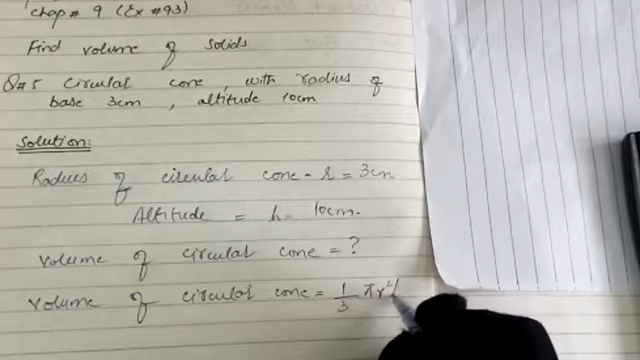 Chap # 9 (Ex # 9.3)
Find volume of solids
Q#5 Circular cone, with radius of
base 3cm, altitude 10cm
Solution:
Radius of circular cone = r = 3cm
Altitude = h = 10cm.
Volume of circular cone = ?
Volume of circular cone = 1/3 πr²